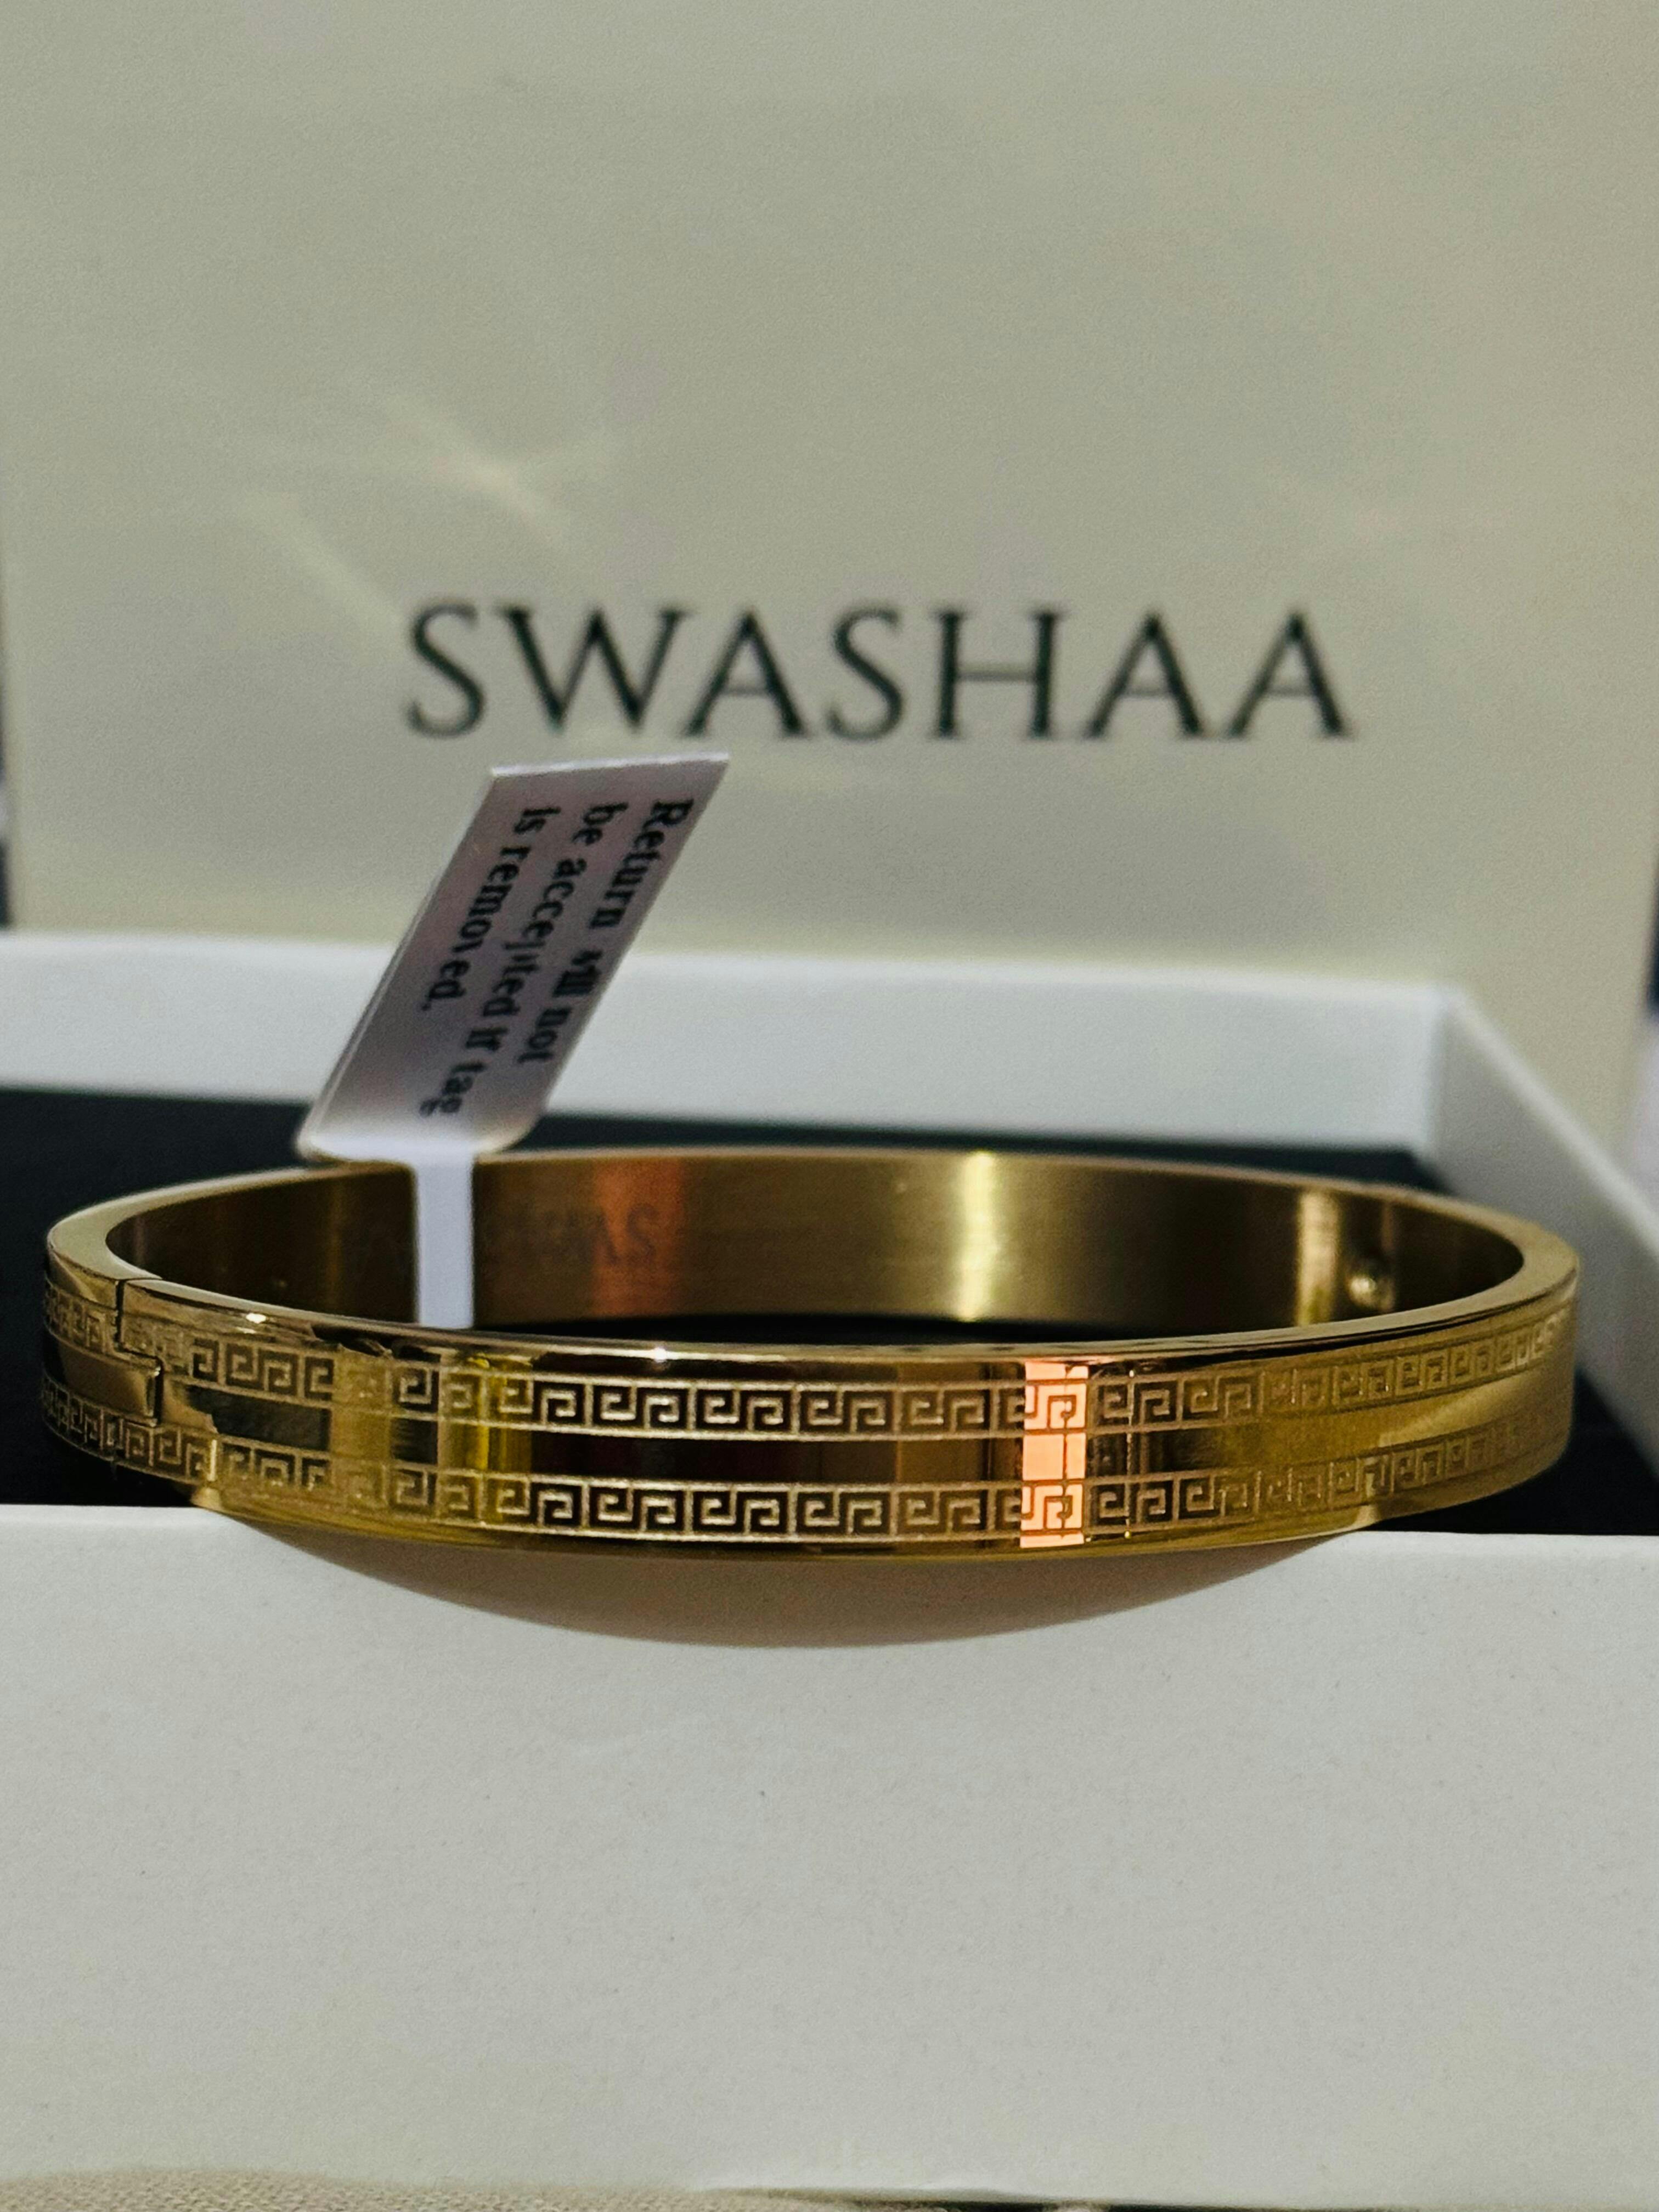 SWASHAA
Return will not
be accepted if tag
is removed.